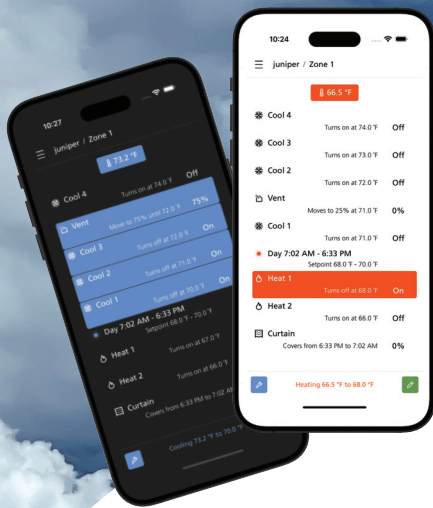 10:27
juniper / Zone 1
73.2 °F
Cool 4
Turns on at 74.0 °F Off
Vent
Move to 75% until 72.0 °F 75%
Cool 3
Turns off at 72.0 °F On
Cool 2
Turns off at 71.0 °F On
Cool 1
Turns off at 70.0 °F On
Day 7:02 AM - 6:33 PM
Setpoint 68.0 °F - 70.0 °F
Heat 1
Turns on at 67.0 °F
Heat 2
Turns on at 66.0 °F
Curtain
Covers from 6:33 PM to 7:02 AM
Cooling 73.2 °F to 70.0 °F
10:24
juniper / Zone 1
66.5 °F
Cool 4
Turns on at 74.0 °F Off
Cool 3
Turns on at 73.0 °F Off
Cool 2
Turns on at 72.0 °F Off
Vent
Moves to 25% at 71.0 °F 0%
Cool 1
Turns on at 71.0 °F Off
Day 7:02 AM - 6:33 PM
Setpoint 68.0 °F - 70.0 °F
Heat 1
Turns off at 68.0 °F On
Heat 2
Turns on at 66.0 °F Off
Curtain
Covers from 6:33 PM to 7:02 AM 0%
Heating 66.5 °F to 68.0 °F